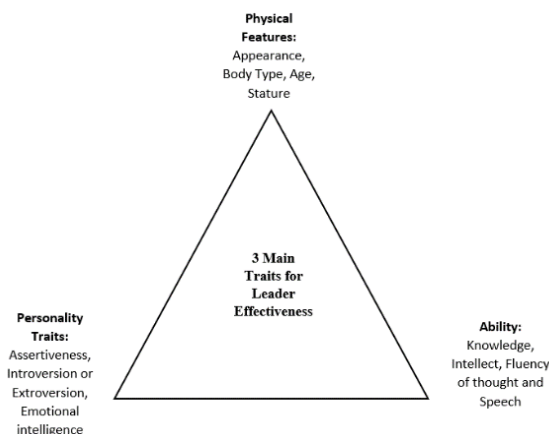 Physical
Features:
Appearance,
Body Type, Age,
Stature
3 Main
Traits for
Leader
Effectiveness
Personality
Traits:
Assertiveness,
Introversion or
Extroversion,
Emotional
intelligence
Ability:
Knowledge,
Intellect, Fluency
of thought and
Speech